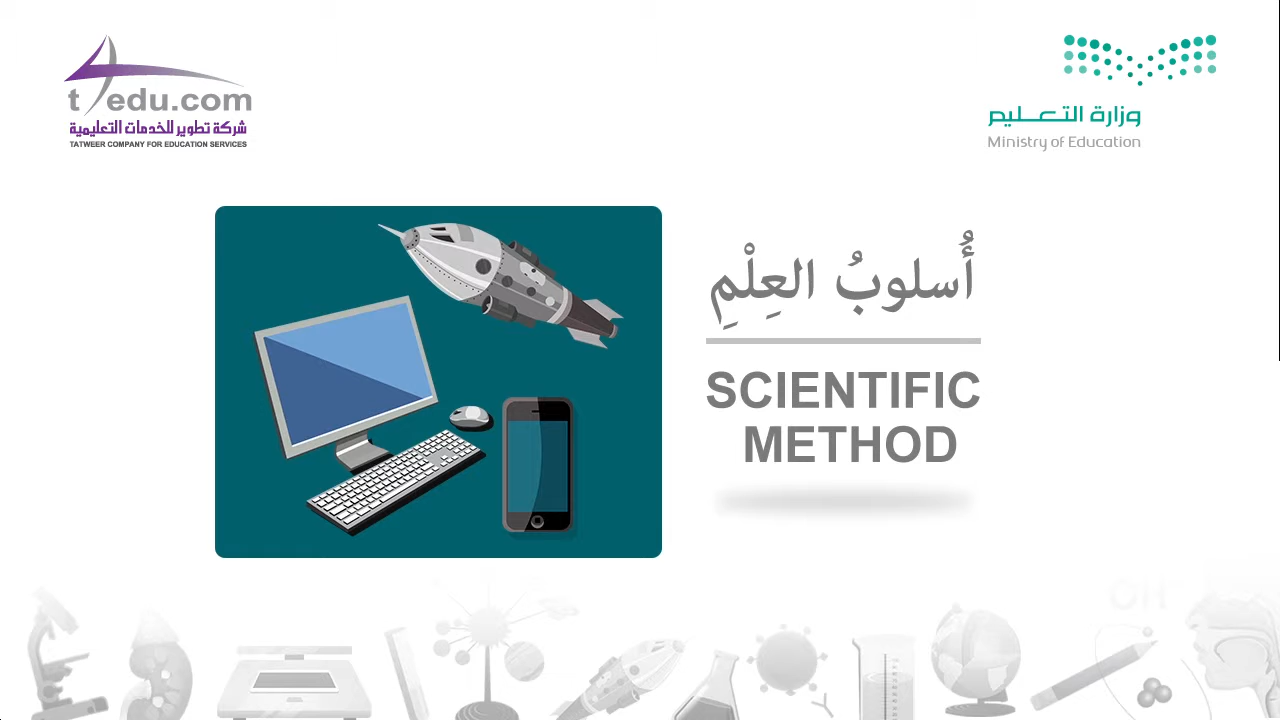 t4edu.com
شركة تطوير للخدمات التعليمية
TATWEER COMPANY FOR EDUCATION SERVICES
وزارة التعليم
Ministry of Education
أُسلوبُ العِلْمِ
SCIENTIFIC
METHOD